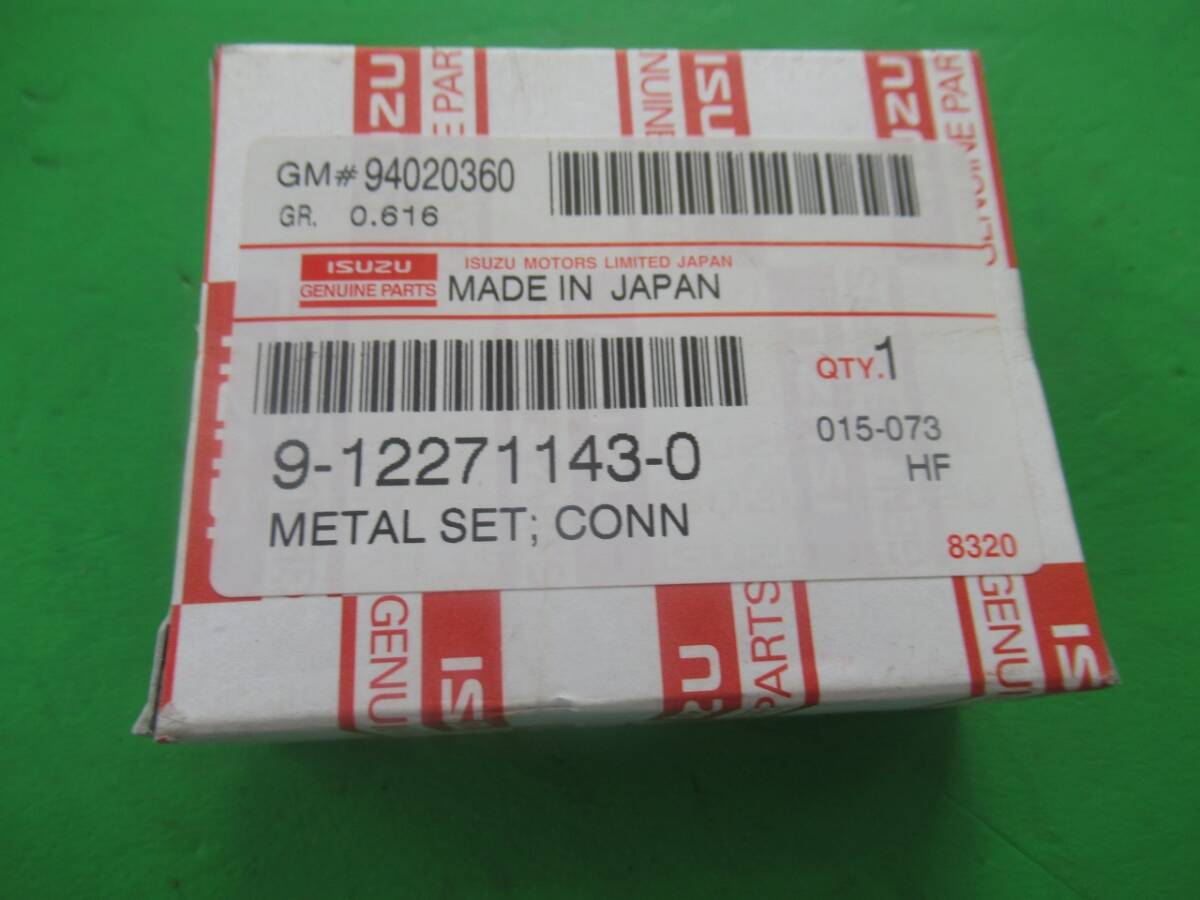 GM# 94020360
GR. 0.616
ISUZU
GENUINE PARTS
ISUZU MOTORS LIMITED JAPAN
MADE IN JAPAN
QTY. 1
9-12271143-0
015-073
HF
METAL SET; CONN
8320